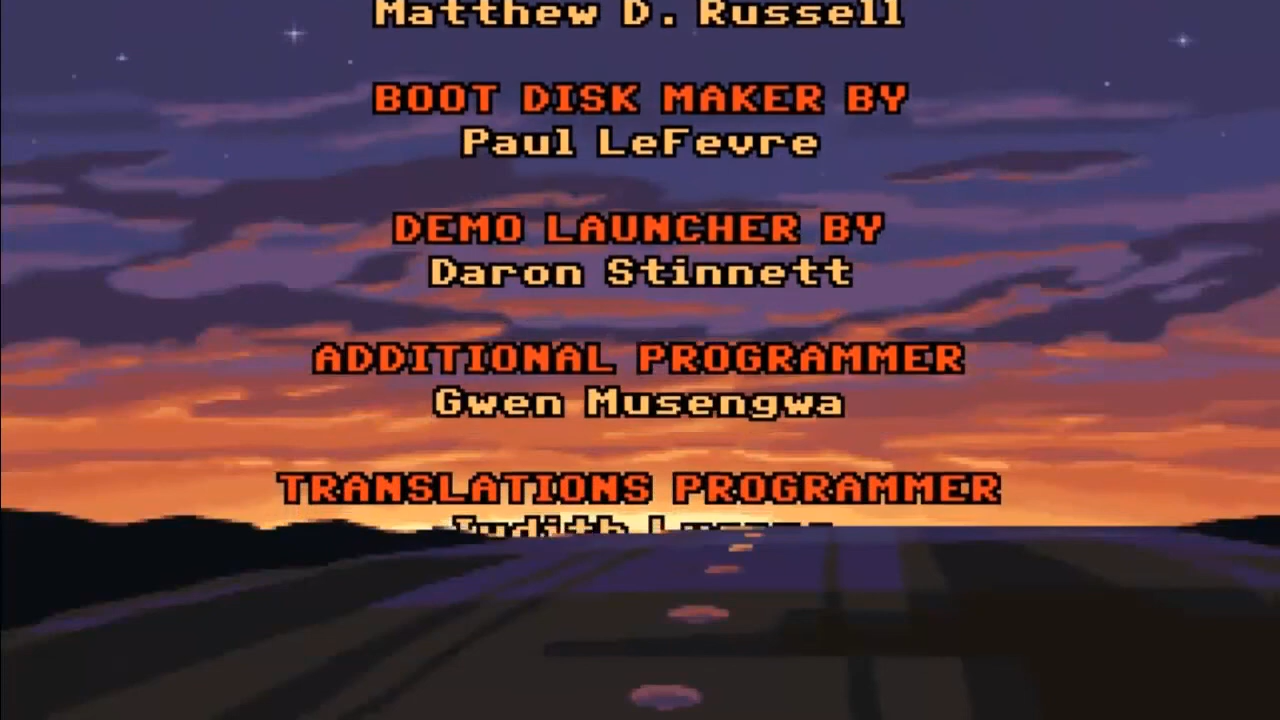 Matthew D. Russell
BOOT DISK MAKER BY
Paul LeFevre
DEMO LAUNCHER BY
Daron Stinnett
ADDITIONAL PROGRAMMER
Gwen Musengwa
TRANSLATIONS PROGRAMMER
Judith